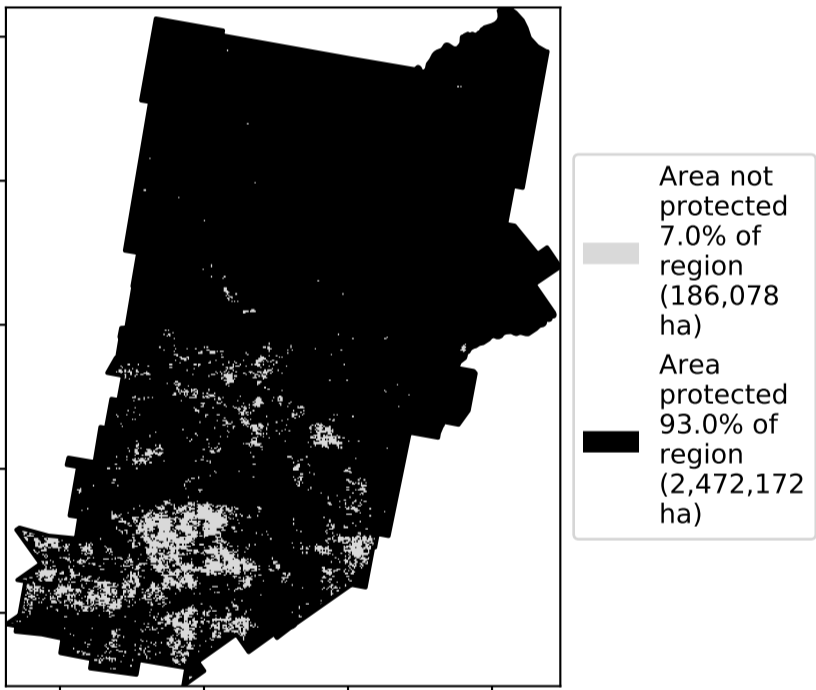 Area not
protected
7.0% of
region
(186,078
ha)
Area
protected
93.0% of
region
(2,472,172
ha)